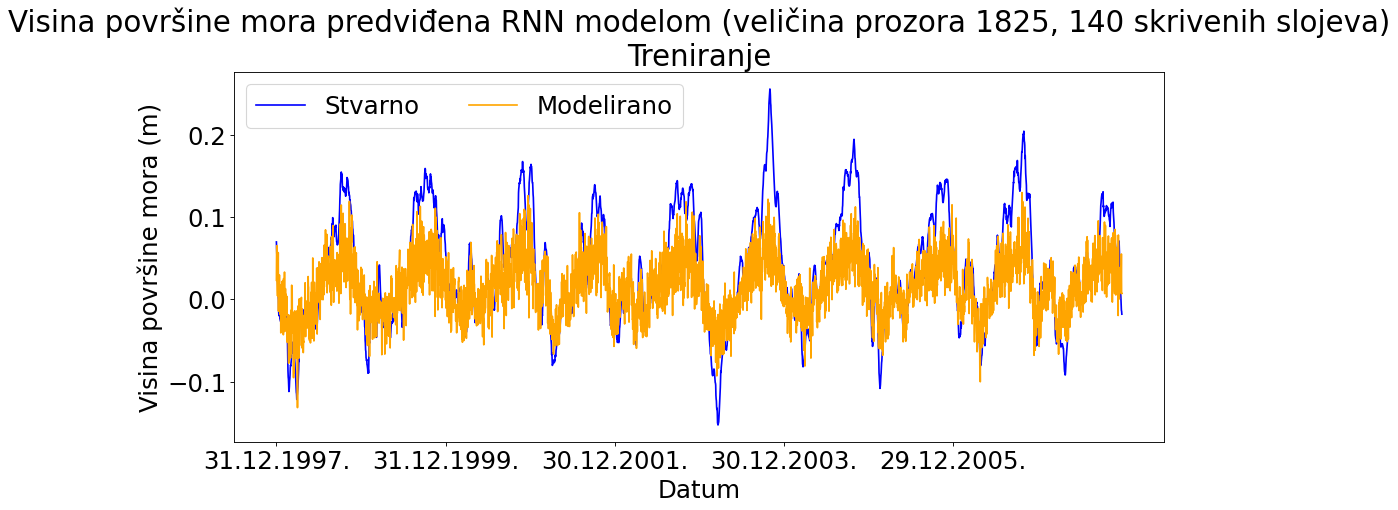 Visina površine mora predviđena RNN modelom (veličina prozora 1825, 140 skrivenih slojeva)
Treniranje
Stvarno
Modelirano
Visina površine mora (m)
0.2
0.1
0.0
−0.1
31.12.1997.
31.12.1999.
30.12.2001.
30.12.2003.
29.12.2005.
Datum